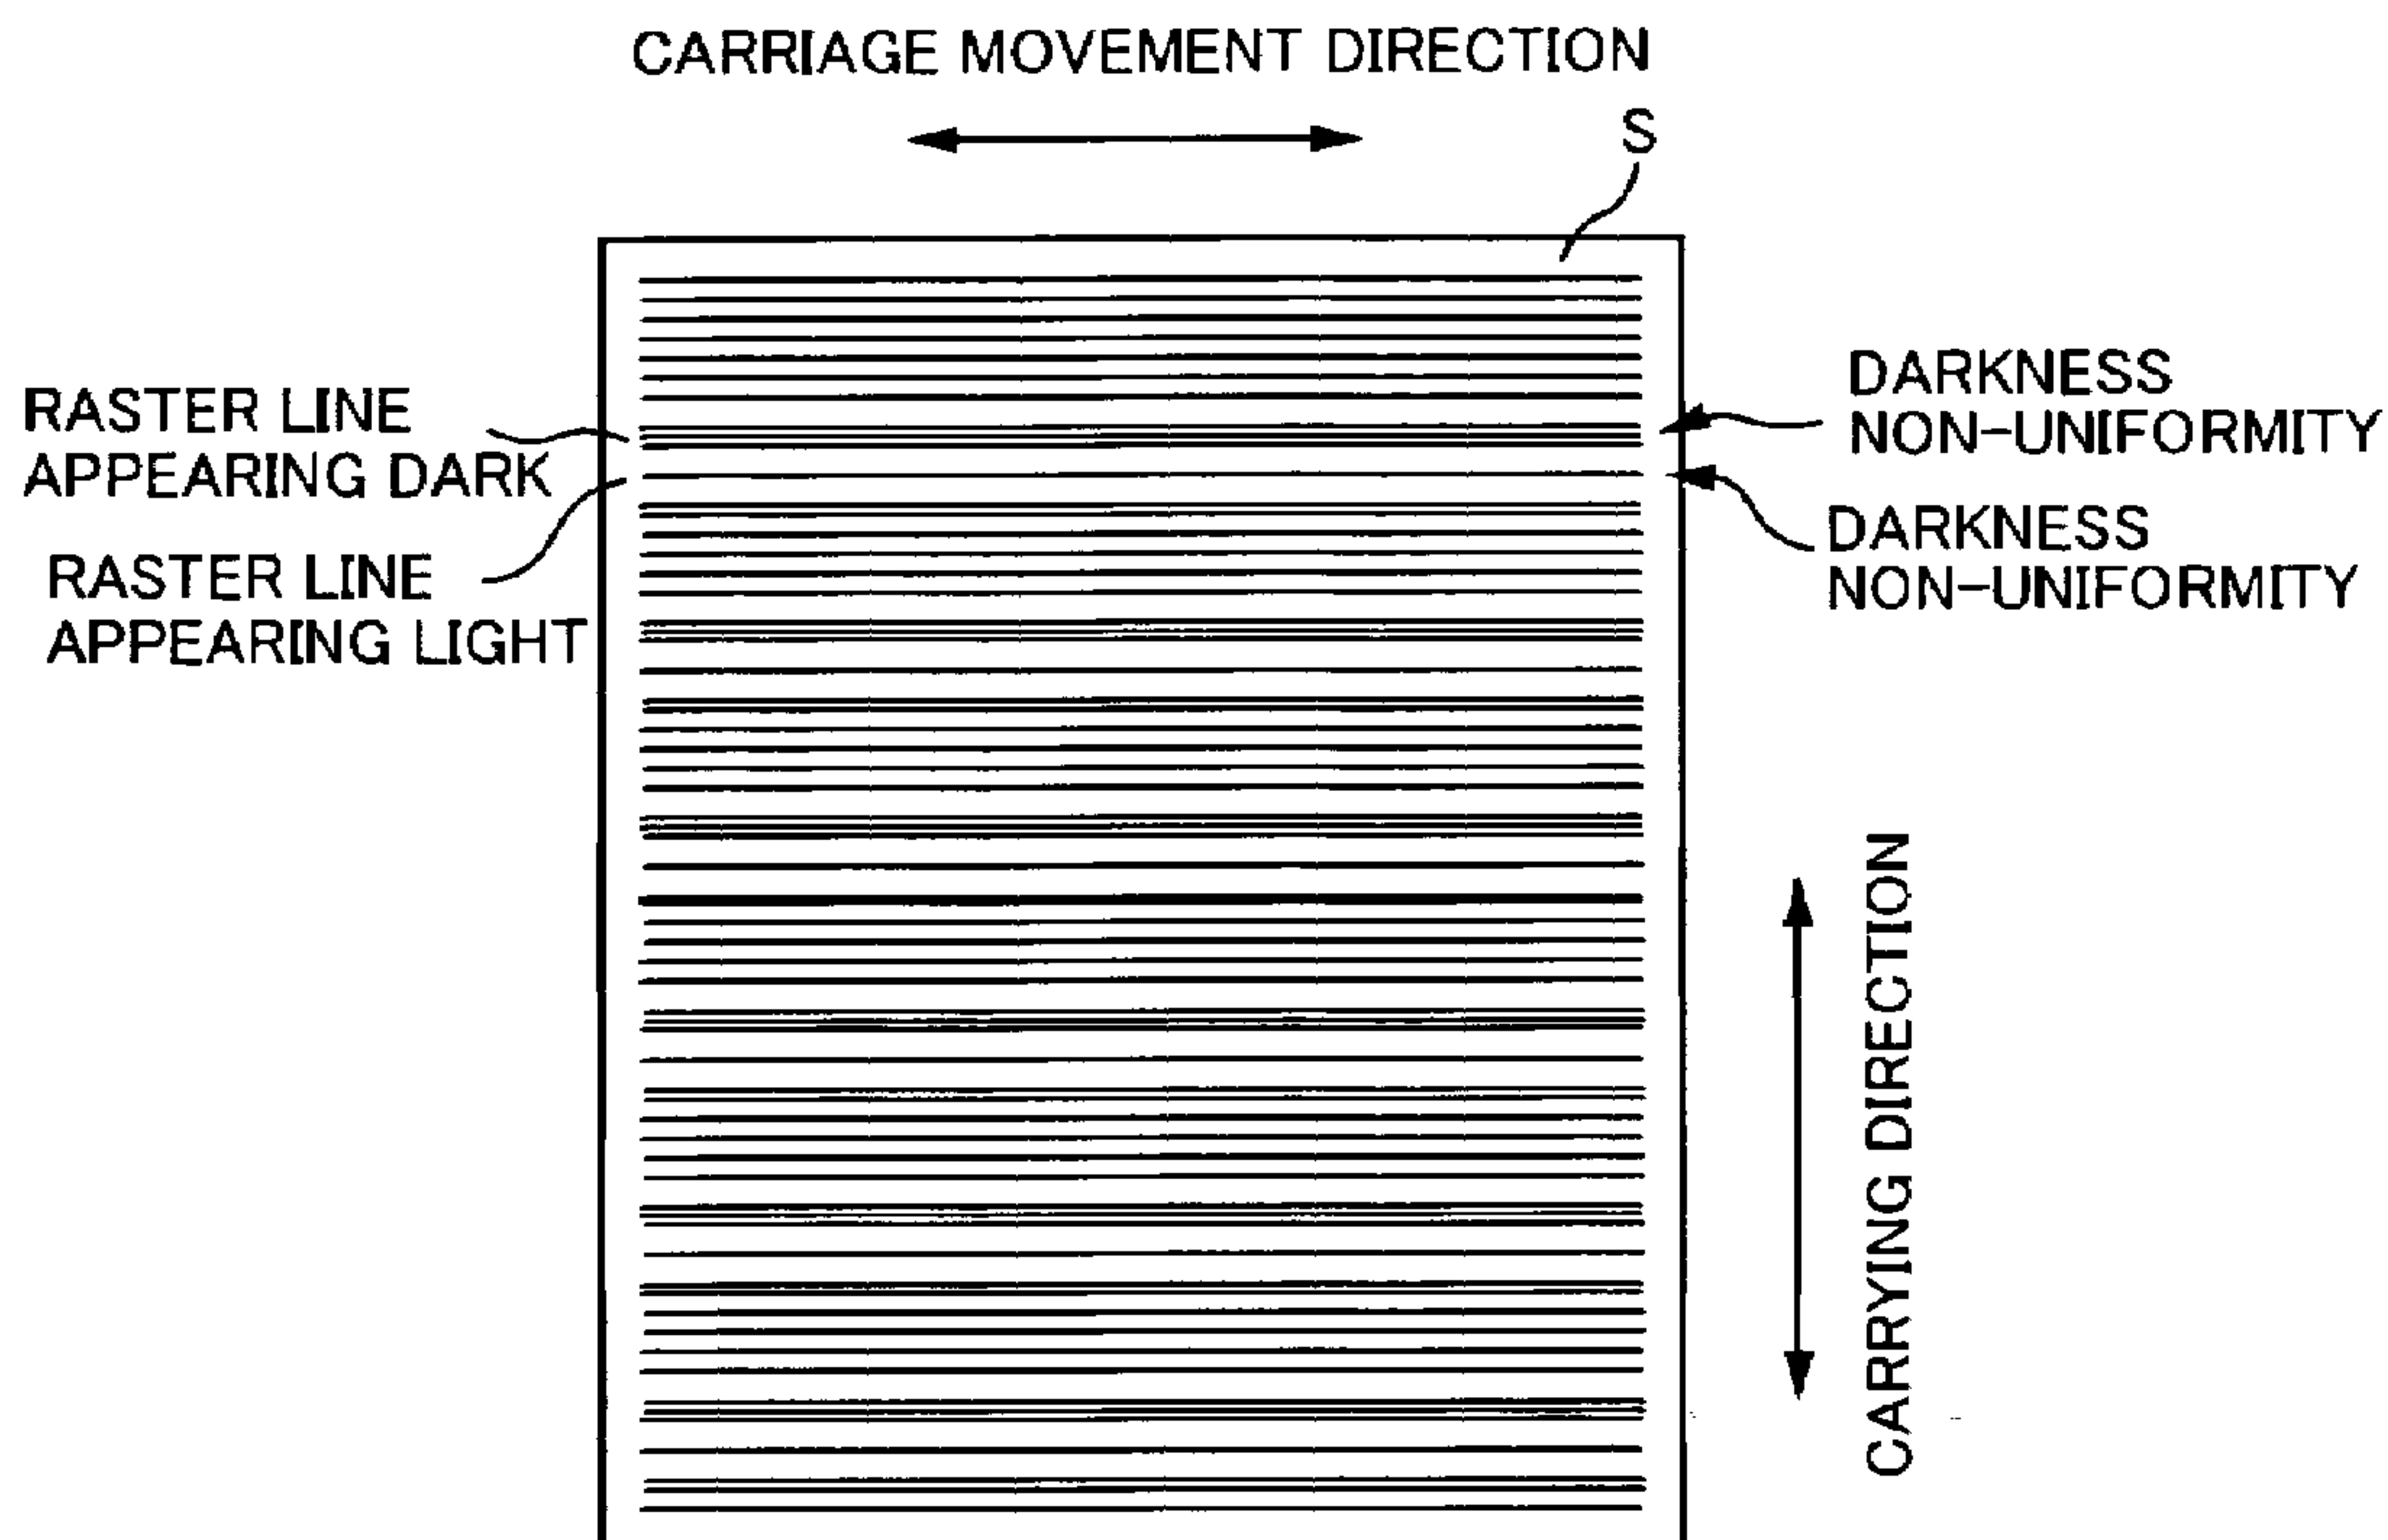 CARRIAGE MOVEMENT DIRECTION
S
RASTER LINE
APPEARING DARK
RASTER LINE
APPEARING LIGHT
DARKNESS
NON-UNIFORMITY
DARKNESS
NON-UNIFORMITY
CARRYING DIRECTION